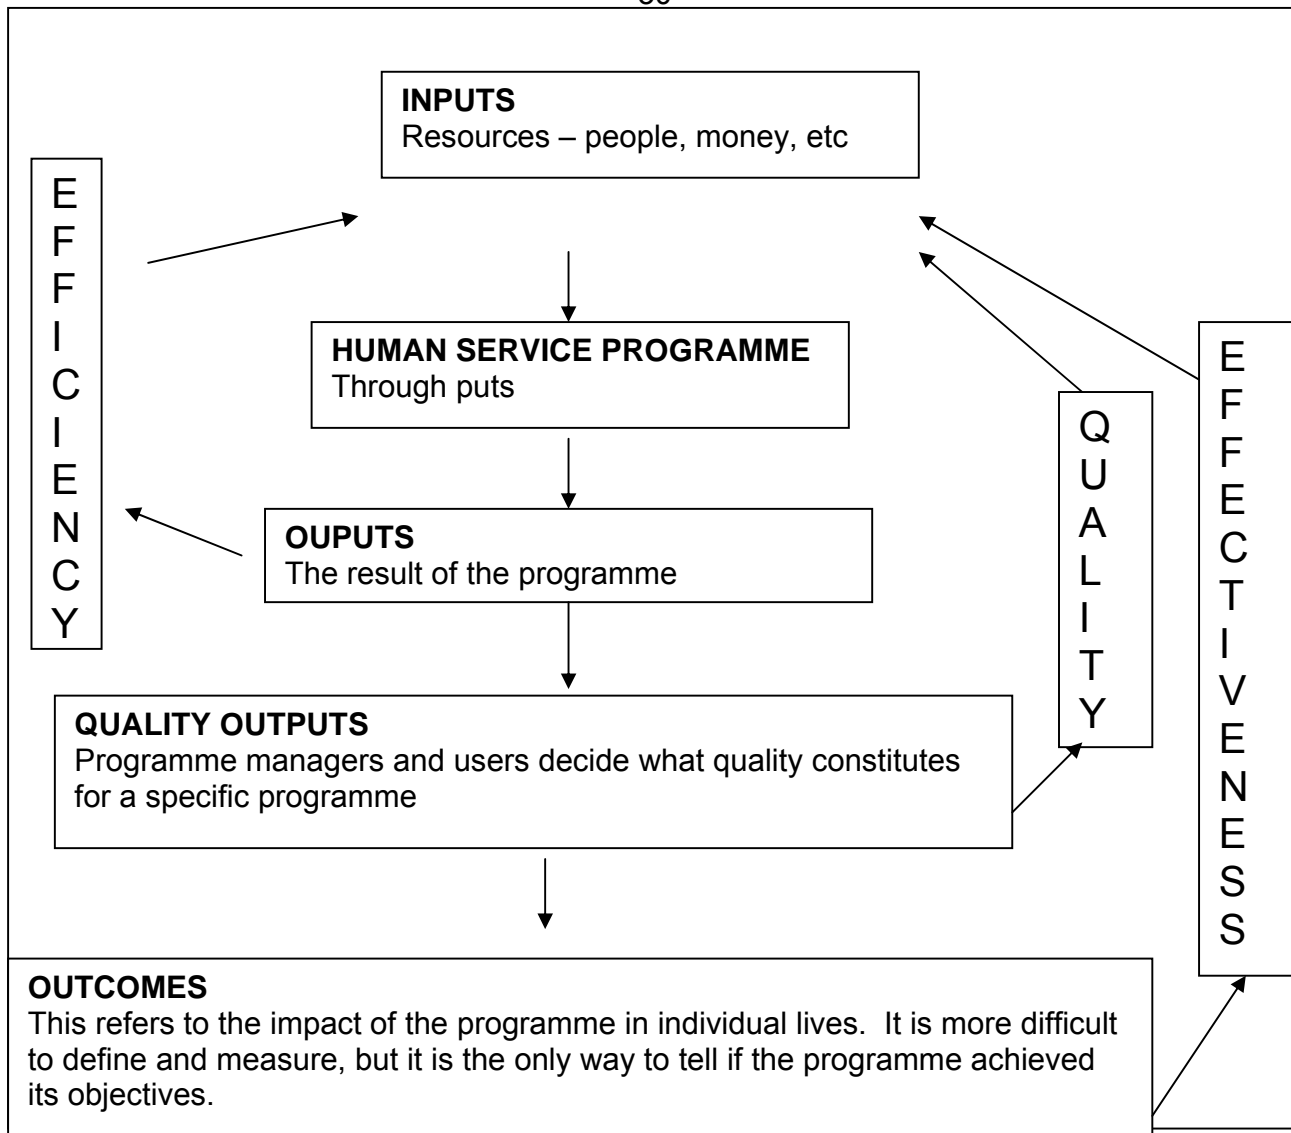 INPUTS
Resources – people, money, etc
EFFICIENCY
HUMAN SERVICE PROGRAMME
Through puts
QUALITY
EFFECTIVENESS
OUPUTS
The result of the programme
QUALITY OUTPUTS
Programme managers and users decide what quality constitutes
for a specific programme
OUTCOMES
This refers to the impact of the programme in individual lives.  It is more difficult
to define and measure, but it is the only way to tell if the programme achieved
its objectives.